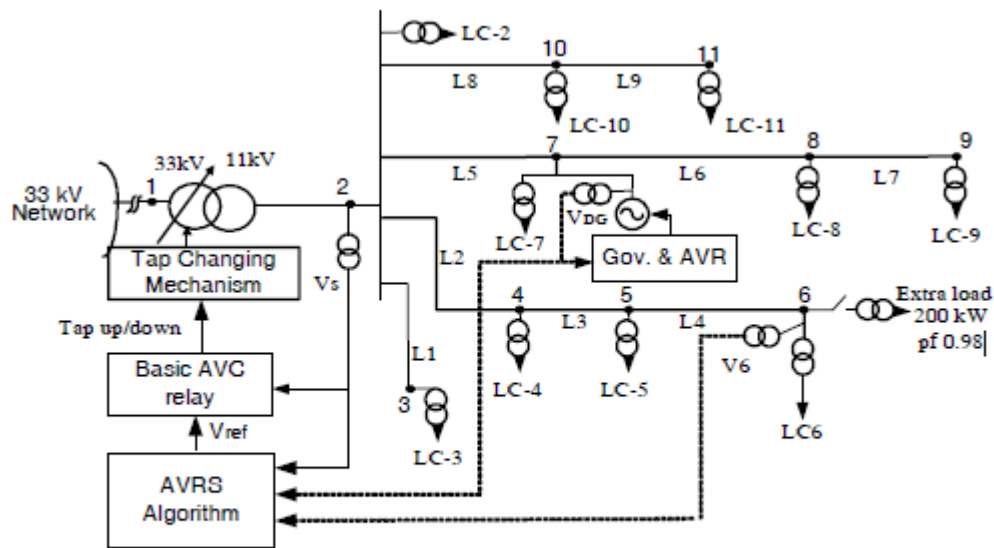 LC-2
10
11
L8
L9
LC-10
LC-11
33kV
11kV
7
8
9
1
2
L5
L6
L7
33 kV
Network
VDG
LC-7
LC-8
LC-9
Gov. & AVR
Tap Changing
Mechanism
Vs
L2
4
5
6
Extra load
200 kW
pf 0.98
L3
L4
Tap up/down
L1
V6
Basic AVC
relay
LC-4
LC-5
3
LC6
Vref
LC-3
AVRS
Algorithm